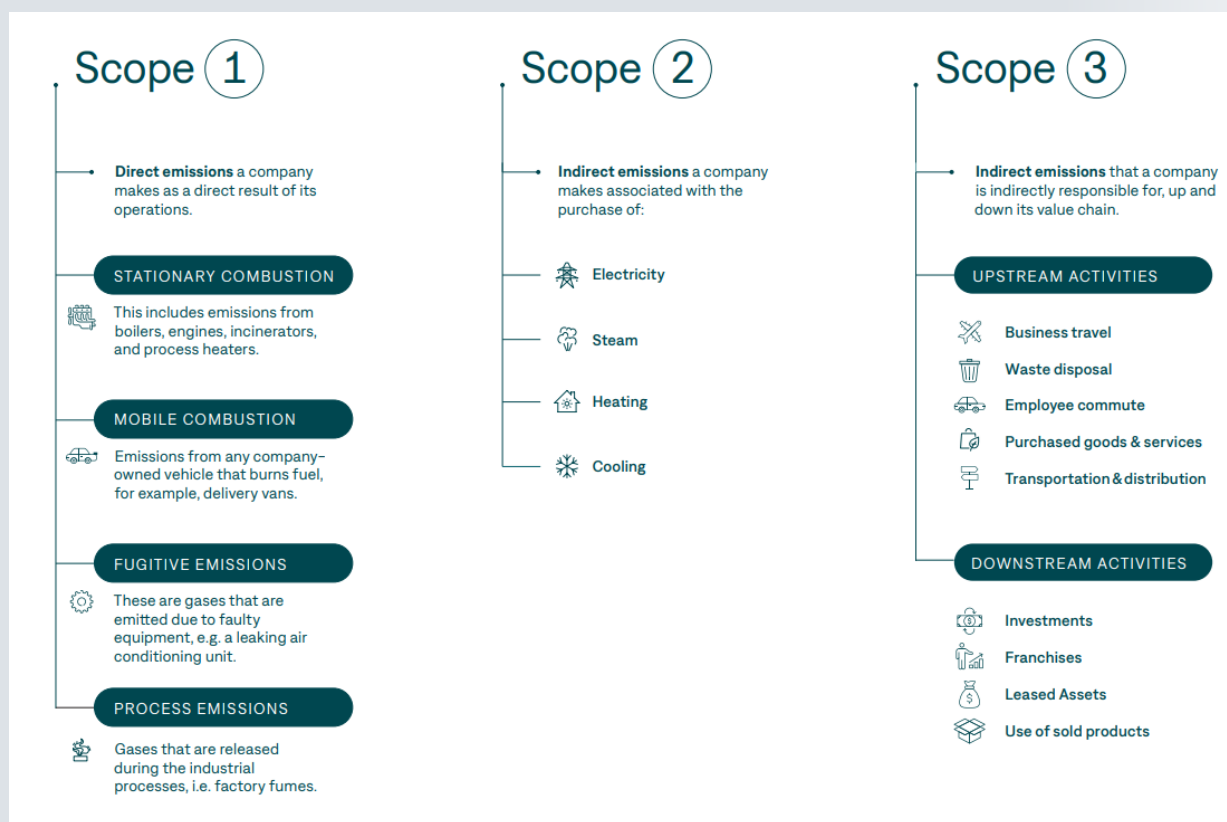 Scope 1
Direct emissions a company
makes as a direct result of its
operations.
STATIONARY COMBUSTION
This includes emissions from
boilers, engines, incinerators,
and process heaters.
MOBILE COMBUSTION
Emissions from any company-
owned vehicle that burns fuel,
for example, delivery vans.
FUGITIVE EMISSIONS
These are gases that are
emitted due to faulty
equipment, e.g. a leaking air
conditioning unit.
PROCESS EMISSIONS
Gases that are released
during the industrial
processes, i.e. factory fumes.
Scope 2
Indirect emissions a company
makes associated with the
purchase of:
Electricity
Steam
Heating
Cooling
Scope 3
Indirect emissions that a company
is indirectly responsible for, up and
down its value chain.
UPSTREAM ACTIVITIES
Business travel
Waste disposal
Employee commute
Purchased goods & services
Transportation & distribution
DOWNSTREAM ACTIVITIES
Investments
Franchises
Leased Assets
Use of sold products